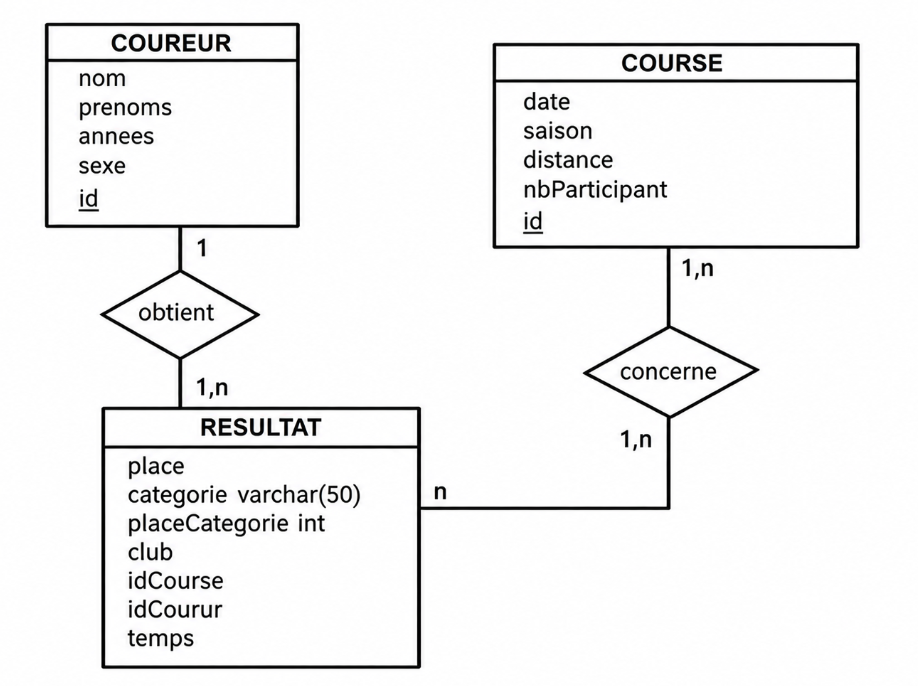 COUREUR
nom
prenoms
annees
sexe
id
1
obtient
1,n
RESULTAT
place
categorie varchar(50)
placeCategorie int
club
idCourse
idCourur
temps
COURSE
date
saison
distance
nbParticipant
id
1,n
concerne
1,n
n